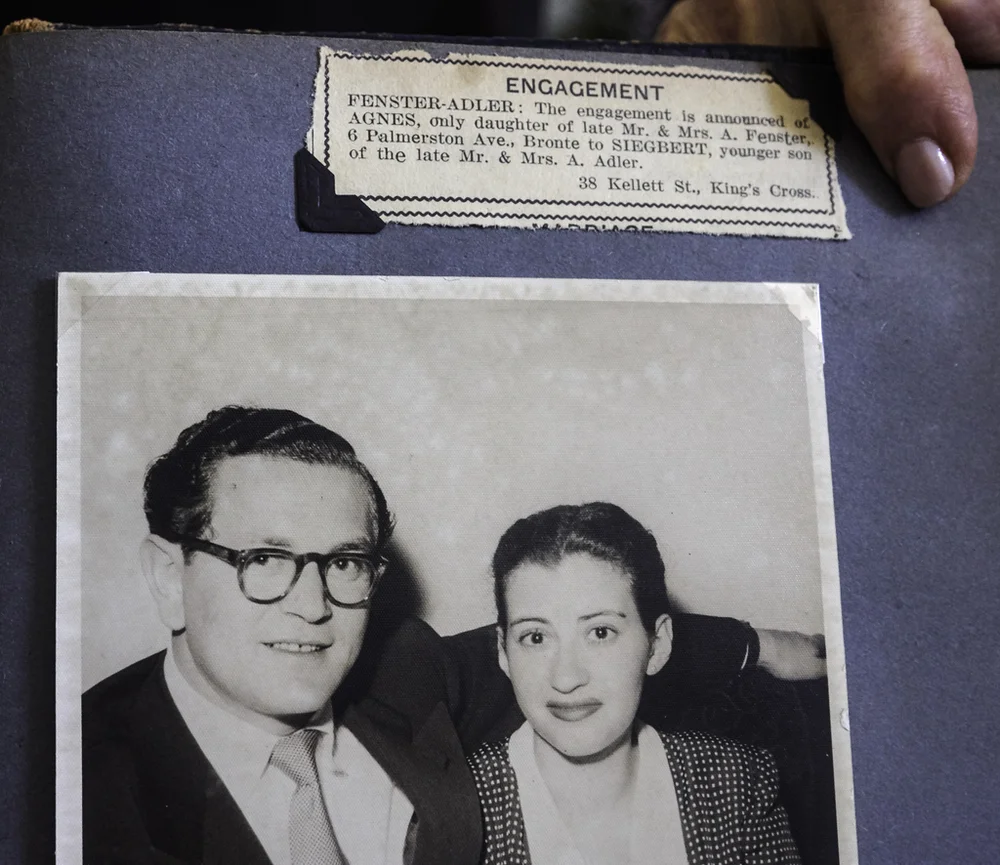 ENGAGEMENT
FENSTER-ADLER: The engagement is announced of
AGNES, only daughter of late Mr. & Mrs. A. Fenster,
6 Palmerston Ave., Bronte to SIEGBERT, younger son
of the late Mr. & Mrs. A. Adler.
38 Kellett St., King's Cross.
MARRIAGE